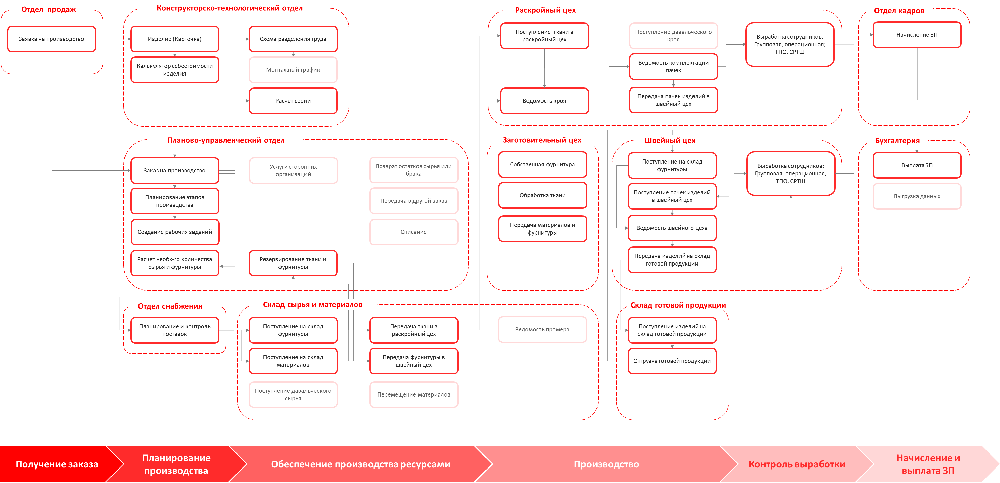 Отдел продаж
Заявка на производство
Конструкторско-технологический отдел
Изделие (Карточка)
Калькулятор себестоимости
изделия
Схема разделения труда
Монтажный график
Расчет серии
Раскройный цех
Поступление ткани в
раскройный цех
Ведомость кроя
Поступление давальческого
кроя
Ведомость комплектации
пачек
Передача пачек изделий в
швейный цех
Выработка сотрудников:
Групповая, операционная;
ТПО, СРТШ
Отдел кадров
Начисление ЗП
Планово-управленческий отдел
Заказ на производство
Планирование этапов
производства
Создание рабочих заданий
Расчет необх-го количества
сырья и фурнитуры
Услуги сторонних
организаций
Резервирование ткани и
фурнитуры
Возврат остатков сырья или
брака
Передача в другой заказ
Списание
Заготовительный цех
Собственная фурнитура
Обработка ткани
Передача материалов и
фурнитуры
Швейный цех
Поступление на склад
фурнитуры
Поступление пачек изделий
в швейный цех
Ведомость швейного цеха
Передача изделий на склад
готовой продукции
Выработка сотрудников:
Групповая, операционная;
ТПО, СРТШ
Бухгалтерия
Выплата ЗП
Выгрузка данных
Отдел снабжения
Планирование и контроль
поставок
Склад сырья и материалов
Поступление на склад
фурнитуры
Поступление на склад
материалов
Поступление давальческого
сырья
Передача ткани в
раскройный цех
Передача фурнитуры в
швейный цех
Перемещение материалов
Ведомость промера
Склад готовой продукции
Поступление изделий на
склад готовой продукции
Отгрузка готовой продукции
Получение заказа
Планирование
производства
Обеспечение производства ресурсами
Производство
Контроль выработки
Начисление и
выплата ЗП